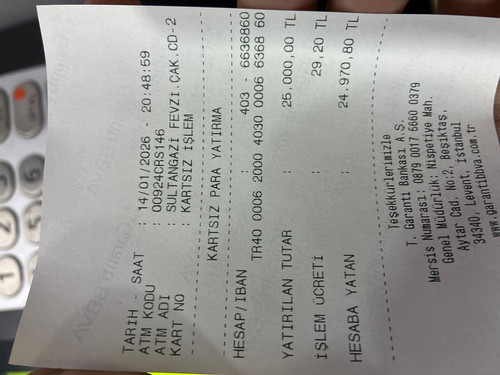 TARİH - SAAT : 14/01/2026 - 20:48:59
ATM KODU : 00924CRS146
ATM ADI : SULTANGAZİ FEVZİ ÇAK.CD-2
KART NO : KARTSIZ İŞLEM
KARTSIZ PARA YATIRMA
HESAP/IBAN : 403 - 6636860
TR40 0006 2000 4030 0006 6368 60
YATIRILAN TUTAR : 25.000,00 TL
İŞLEM ÜCRETİ : 29,20 TL
HESABA YATAN : 24.970,80 TL
Teşekkürlerimizle
T. Garanti Bankası A.Ş.
Mersis Numarası: 0879 0017 5660 0379
Genel Müdürlük: Nispetiye Mah.
Aytar Cad. No:2, Beşiktaş,
34340, Levent, İstanbul
www.garantibbva.com.tr
1
2